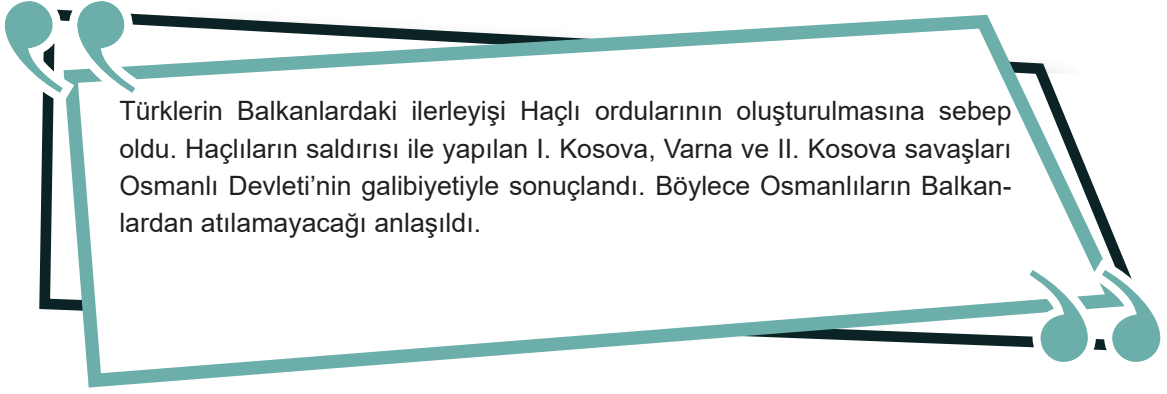 Türklerin Balkanlardaki ilerleyişi Haçlı ordularının oluşturulmasına sebep
oldu. Haçlıların saldırısı ile yapılan I. Kosova, Varna ve II. Kosova savaşları
Osmanlı Devleti’nin galibiyetiyle sonuçlandı. Böylece Osmanlıların Balkan-
lardan atılamayacağı anlaşıldı.